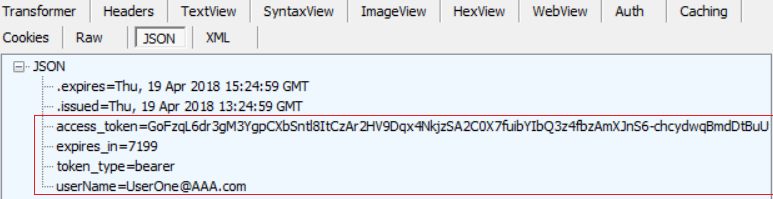 Transformer Headers TextView SyntaxView ImageView HexView WebView Auth Caching
Cookies Raw JSON XML
JSON
.expires=Thu, 19 Apr 2018 15:24:59 GMT
.issued=Thu, 19 Apr 2018 13:24:59 GMT
access_token=GoFzqL6dr3gM3YgpCXbSntl8ItCzAr2HV9Dqx4NkjzSA2C0X7fuibYIbQ3z4fbzAmXJnS6-chcydwqBmdDtBuU
expires_in=7199
token_type=bearer
userName=UserOne@AAA.com